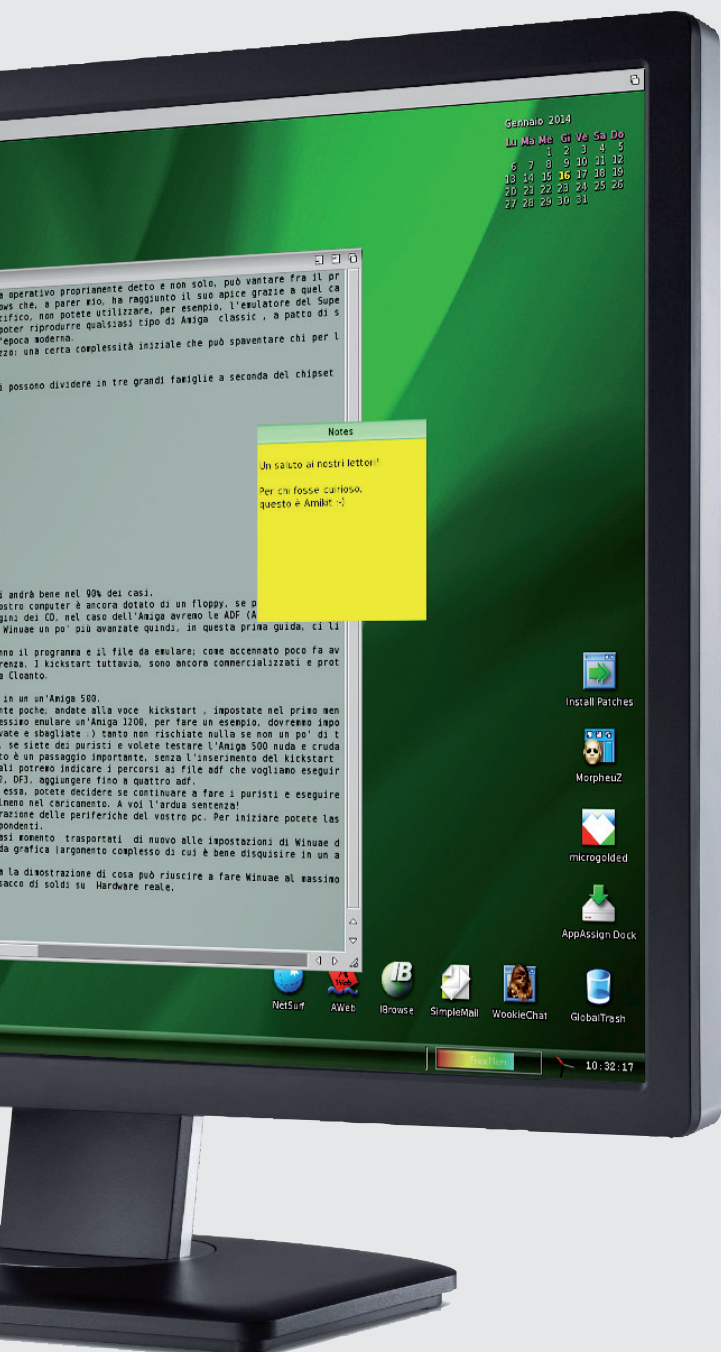 Gennaio 2014
Lu Ma Me Gi Ve Sa Do
1 2 3 4 5
6 7 8 9 10 11 12
13 14 15 16 17 18 19
20 21 22 23 24 25 26
27 28 29 30 31
a operativo propriamente detto e non solo, può vantare fra il pr
ows che, a parer mio, ha raggiunto il suo apice grazie a quel ca
cifico, non potete utilizzare, per esempio, l'emulatore del Supe
poter riprodurre qualsiasi tipo di Amiga classic , a patto di s
'epoca moderna.
zzo: una certa complessità iniziale che può spaventare chi per l
i possono dividere in tre grandi famiglie a seconda del chipset
Notes
Un saluto ai nostri lettori!
Per chi fosse curioso,
questo è Amikit :-)
i andrà bene nel 90% dei casi.
ostro computer è ancora dotato di un floppy, se p
gini dei CD, nel caso dell'Amiga avremo le ADF (A
Winuae un po' più avanzate quindi, in questa prima guida, ci li
nno il programma e il file da emulare; come accennato poco fa av
renza. I kickstart tuttavia, sono ancora commercializzati e prot
a Cloanto.
in un un'Amiga 500.
nte poche; andate alla voce kickstart , impostate nel primo men
essimo emulare un'Amiga 1200, per fare un esempio, dovremmo impo
vate e sbagliate :) tanto non rischiate nulla se non un po' di t
, se siete dei puristi e volete testare l'Amiga 500 nuda e cruda
to è un passaggio importante, senza l'inserimento del kickstart
ali potremo indicare i percorsi ai file adf che vogliamo eseguir
2, DF3, aggiungere fino a quattro adf.
essa, potete decidere se continuare a fare i puristi e eseguire
lmeno nel caricamento. A voi l'ardua sentenza!
razione delle periferiche del vostro pc. Per iniziare potete las
pondenti.
asi momento trasportati di nuovo alle impostazioni di Winuae d
da grafica (argomento complesso di cui è bene disquisire in un a
a la dimostrazione di cosa può riuscire a fare Winuae al massimo
sacco di soldi su Hardware reale.
Install Patches
MorpheuZ
microgolded
AppAssign Dock
NetSurf AWeb IBrowse SimpleMail WookieChat GlobalTrash
FreeMem
10:32:17